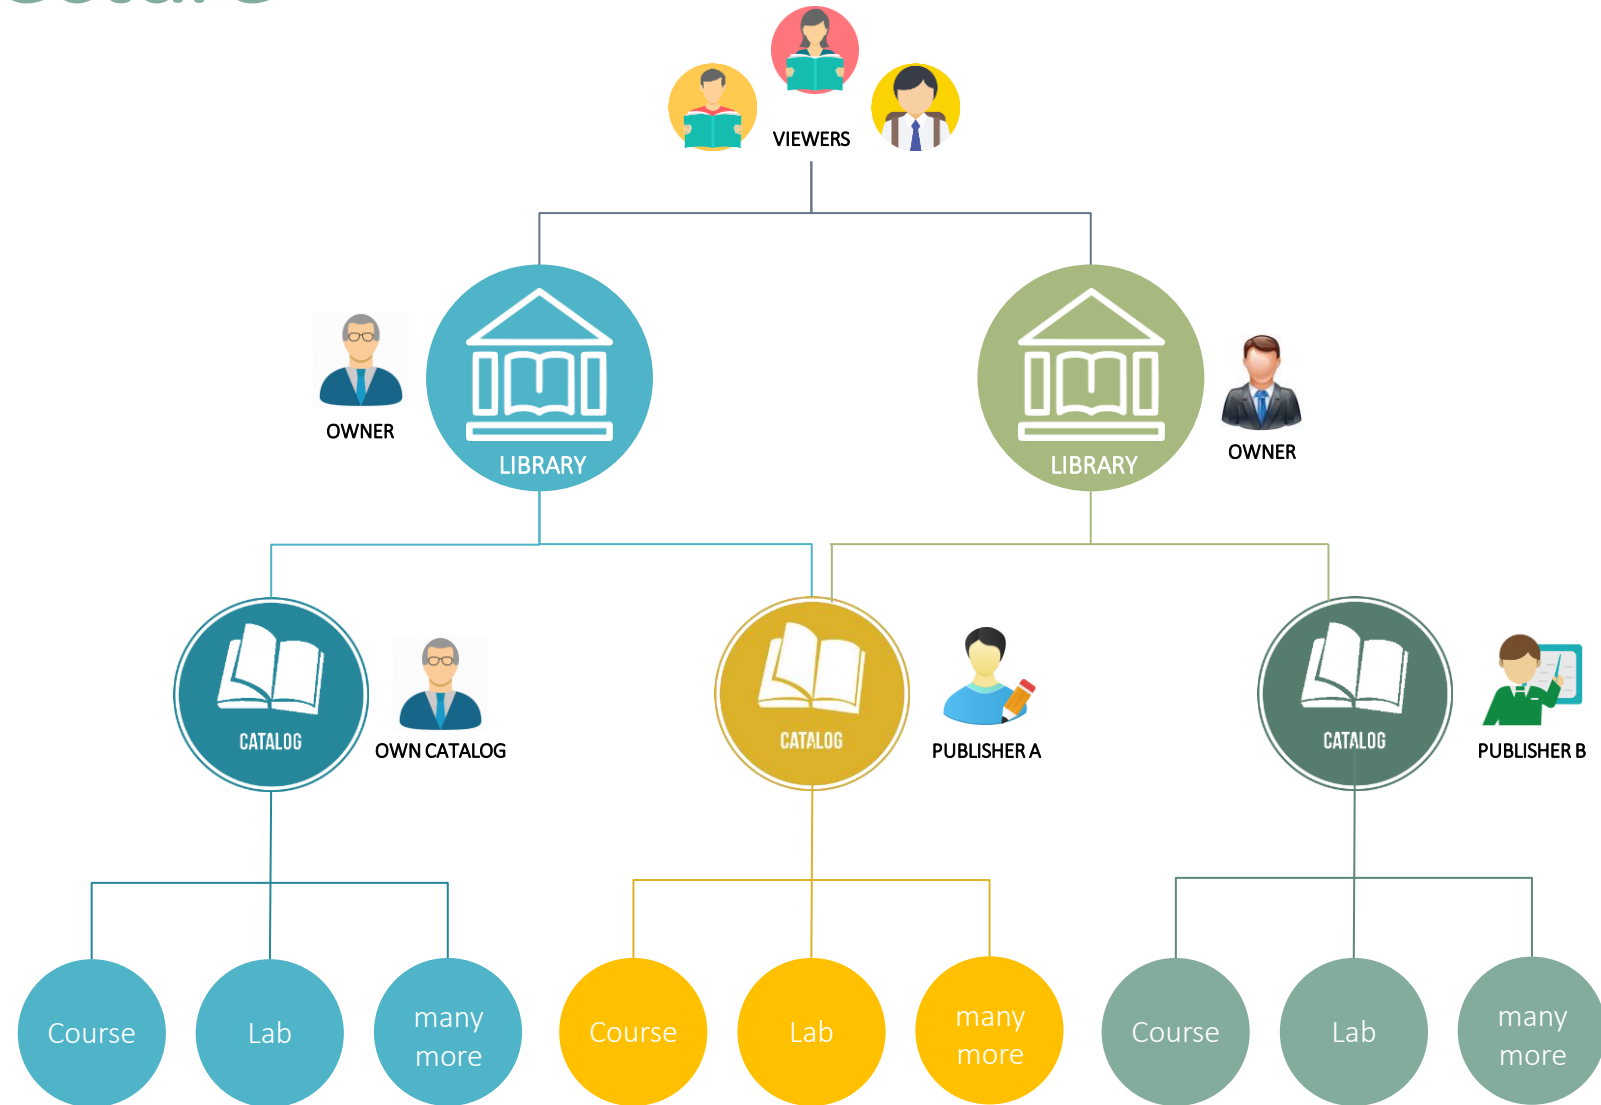 VIEWERS
OWNER
LIBRARY
LIBRARY
OWNER
CATALOG
OWN CATALOG
CATALOG
PUBLISHER A
CATALOG
PUBLISHER B
Course
Lab
many
more
Course
Lab
many
more
Course
Lab
many
more